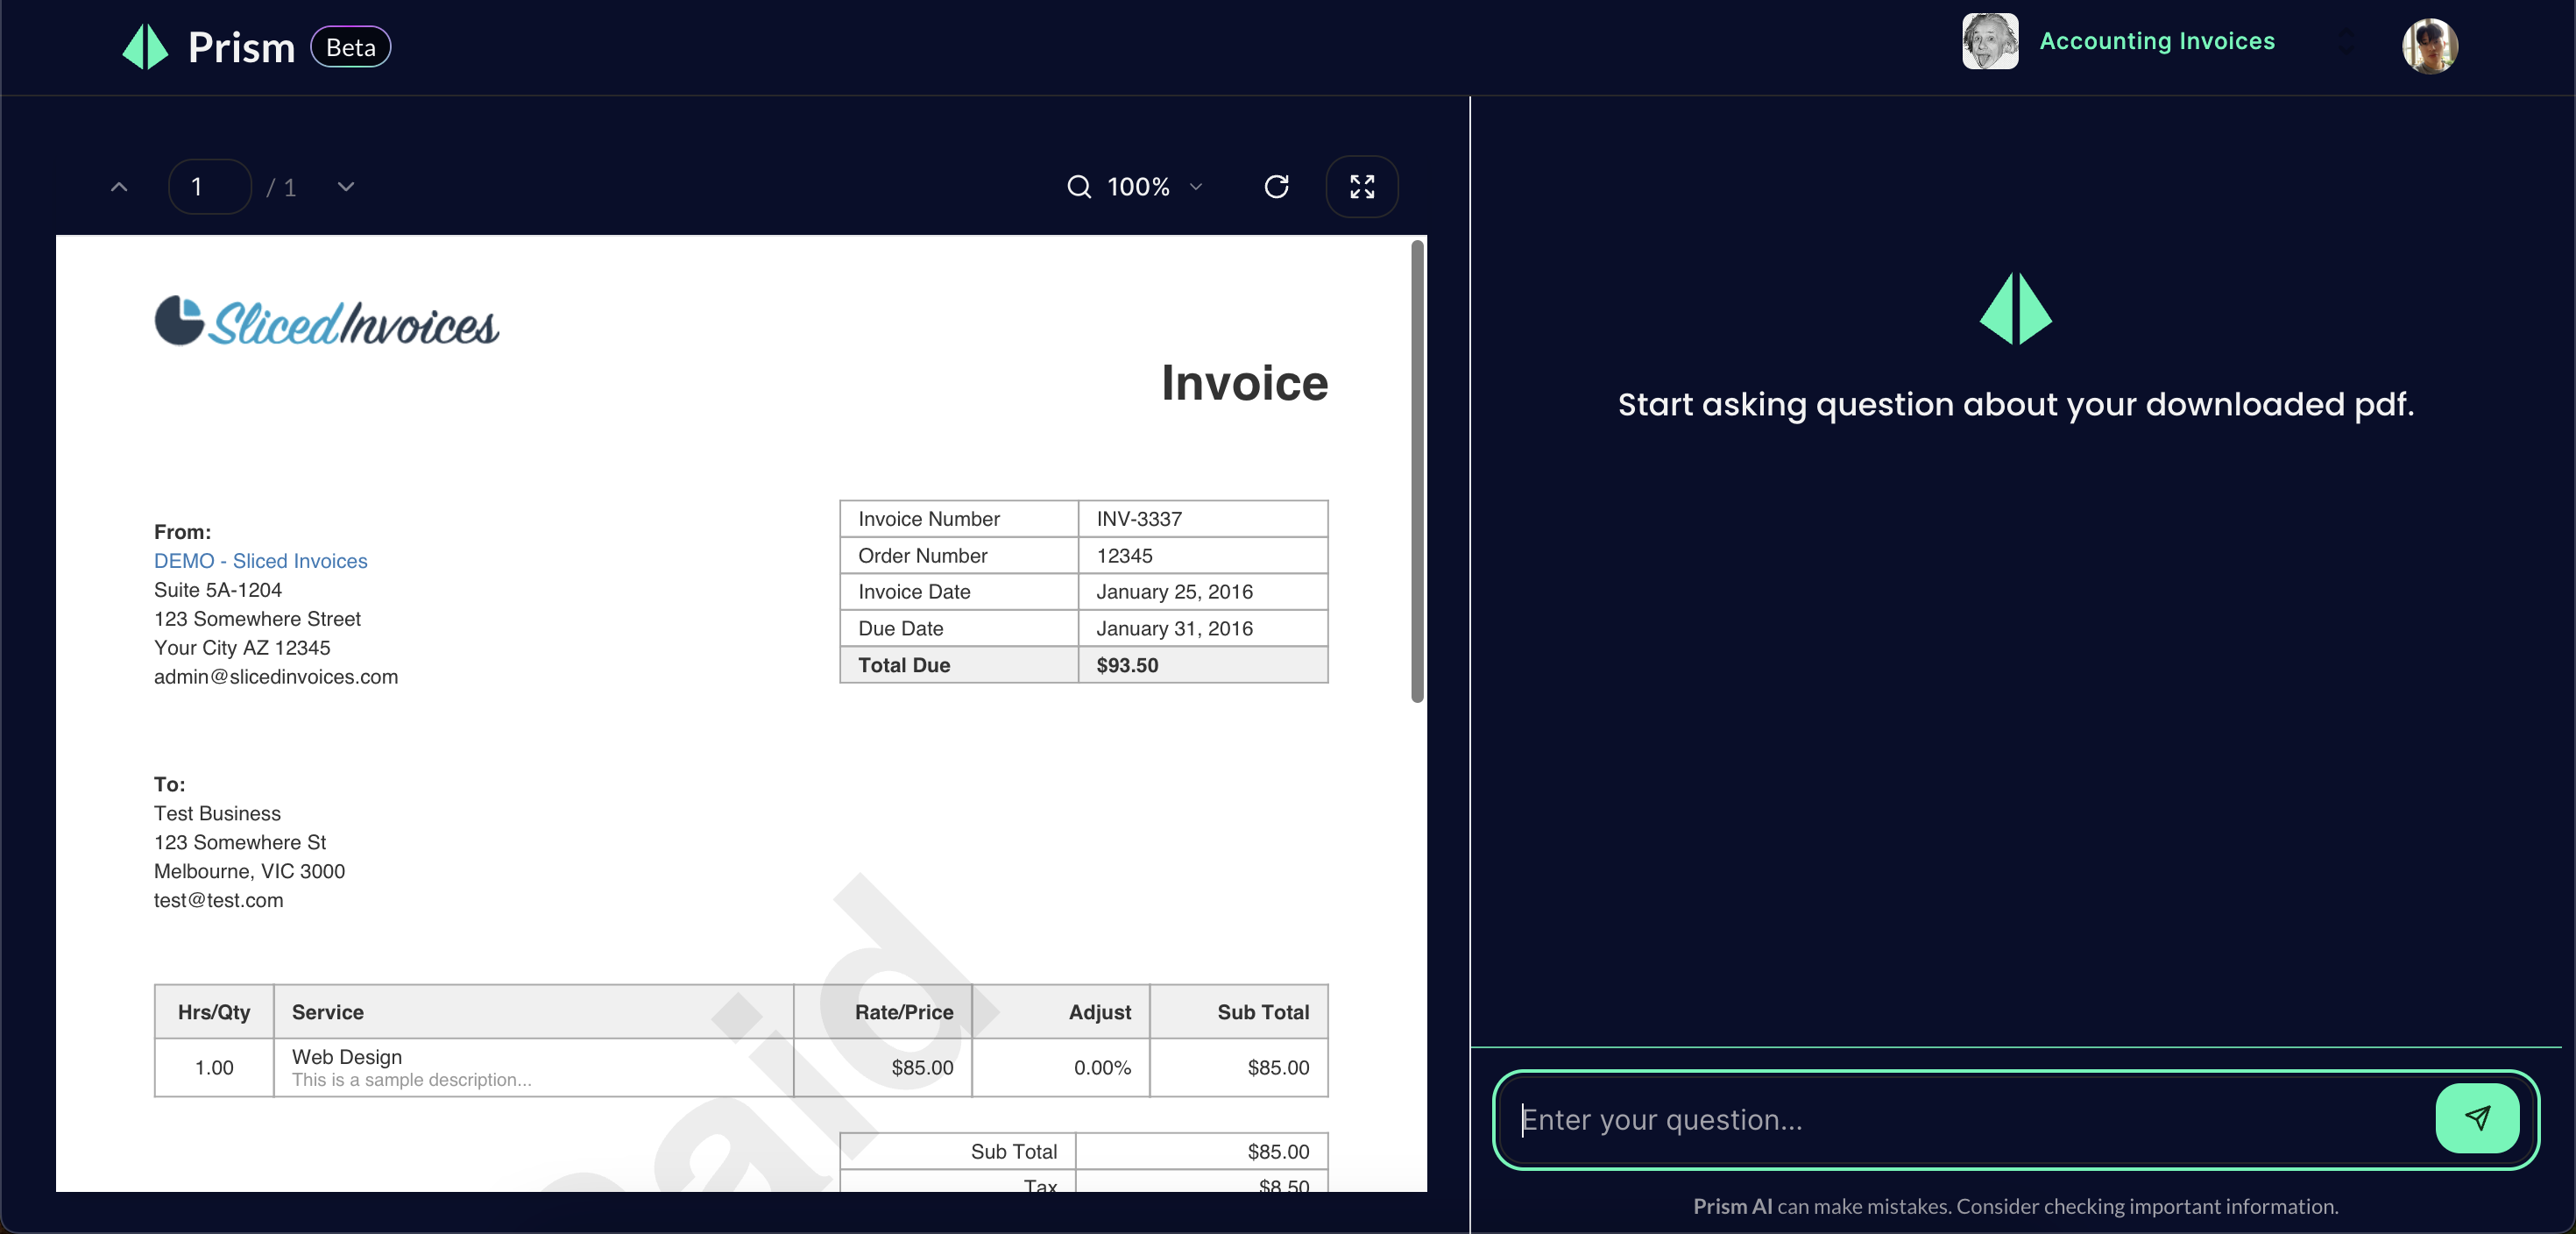 Prism Beta
Accounting Invoices
1 / 1
100%
SlicedInvoices
Invoice
From:
DEMO - Sliced Invoices
Suite 5A-1204
123 Somewhere Street
Your City AZ 12345
admin@slicedinvoices.com
Invoice Number INV-3337
Order Number 12345
Invoice Date January 25, 2016
Due Date January 31, 2016
Total Due $93.50
To:
Test Business
123 Somewhere St
Melbourne, VIC 3000
test@test.com
Hrs/Qty Service Rate/Price Adjust Sub Total
1.00 Web Design $85.00 0.00% $85.00
This is a sample description...
Sub Total $85.00
Tax $8.50
aid
Start asking question about your downloaded pdf.
Enter your question...
Prism AI can make mistakes. Consider checking important information.